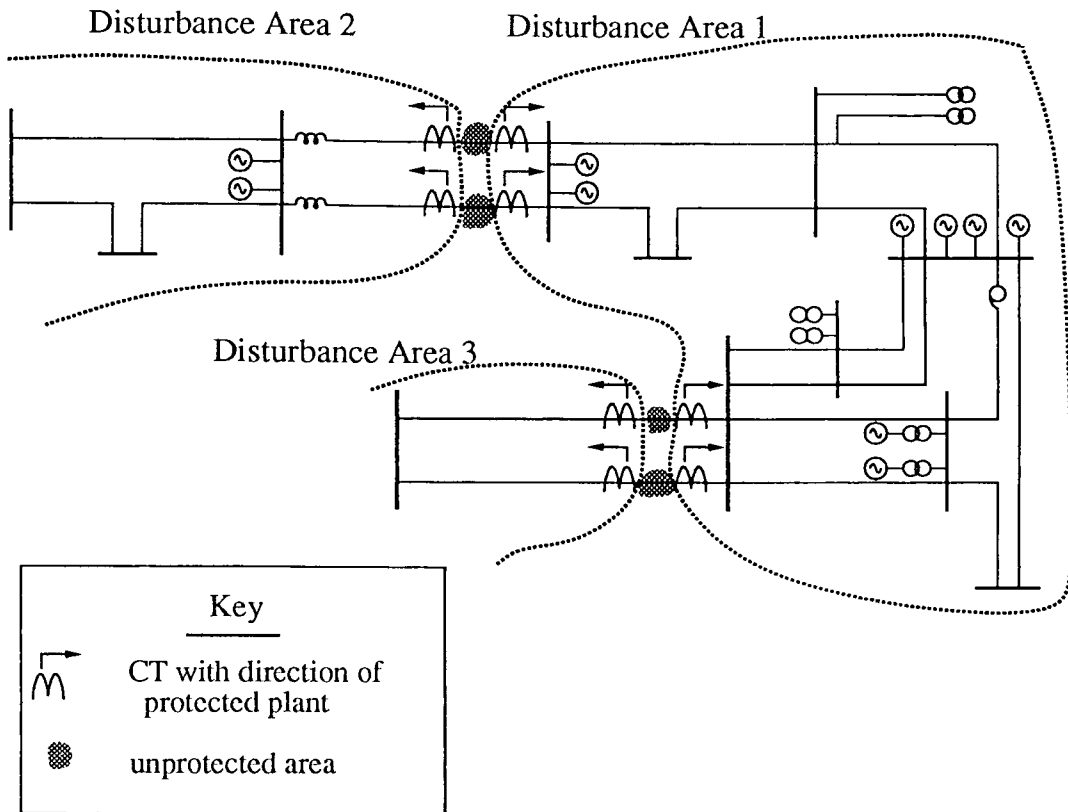 Disturbance Area 2
Disturbance Area 1
Disturbance Area 3
Key
CT with direction of
protected plant
unprotected area